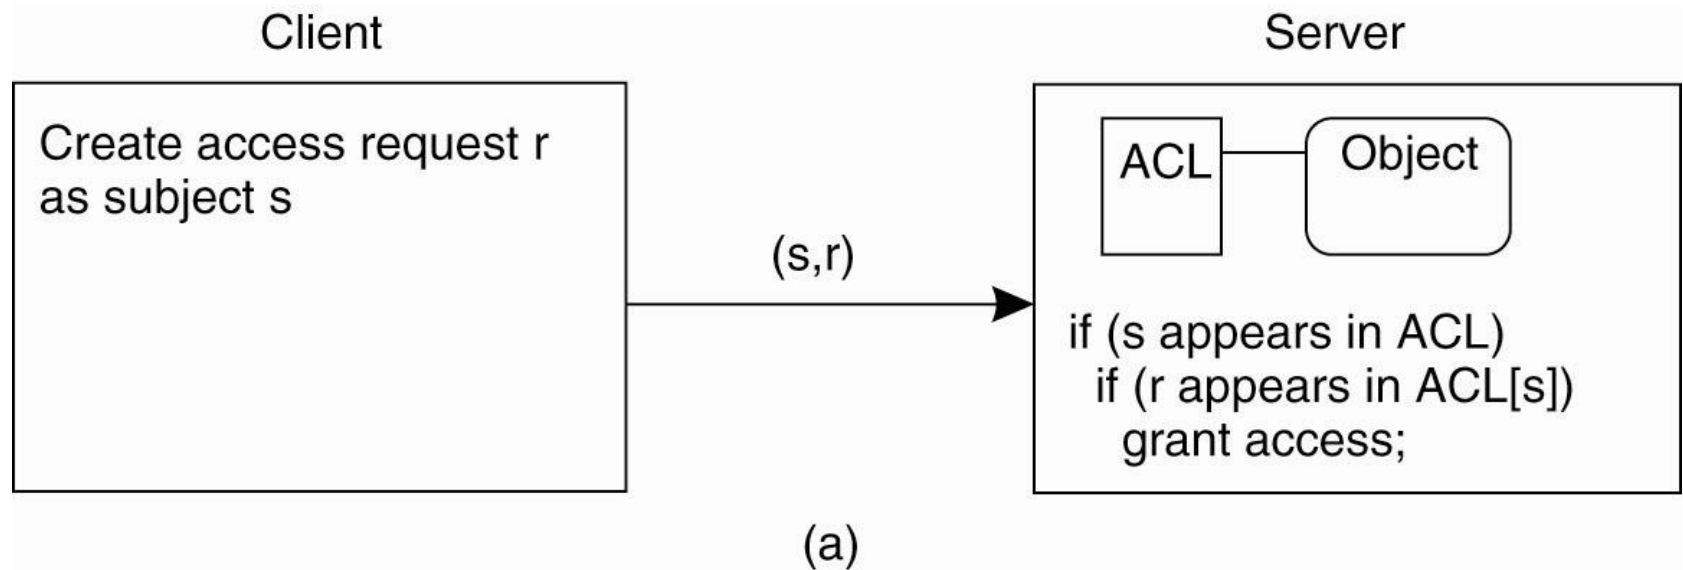 Client
Server
Create access request r
as subject s
(s,r)
ACL
Object
if (s appears in ACL)
if (r appears in ACL[s])
grant access;
(a)